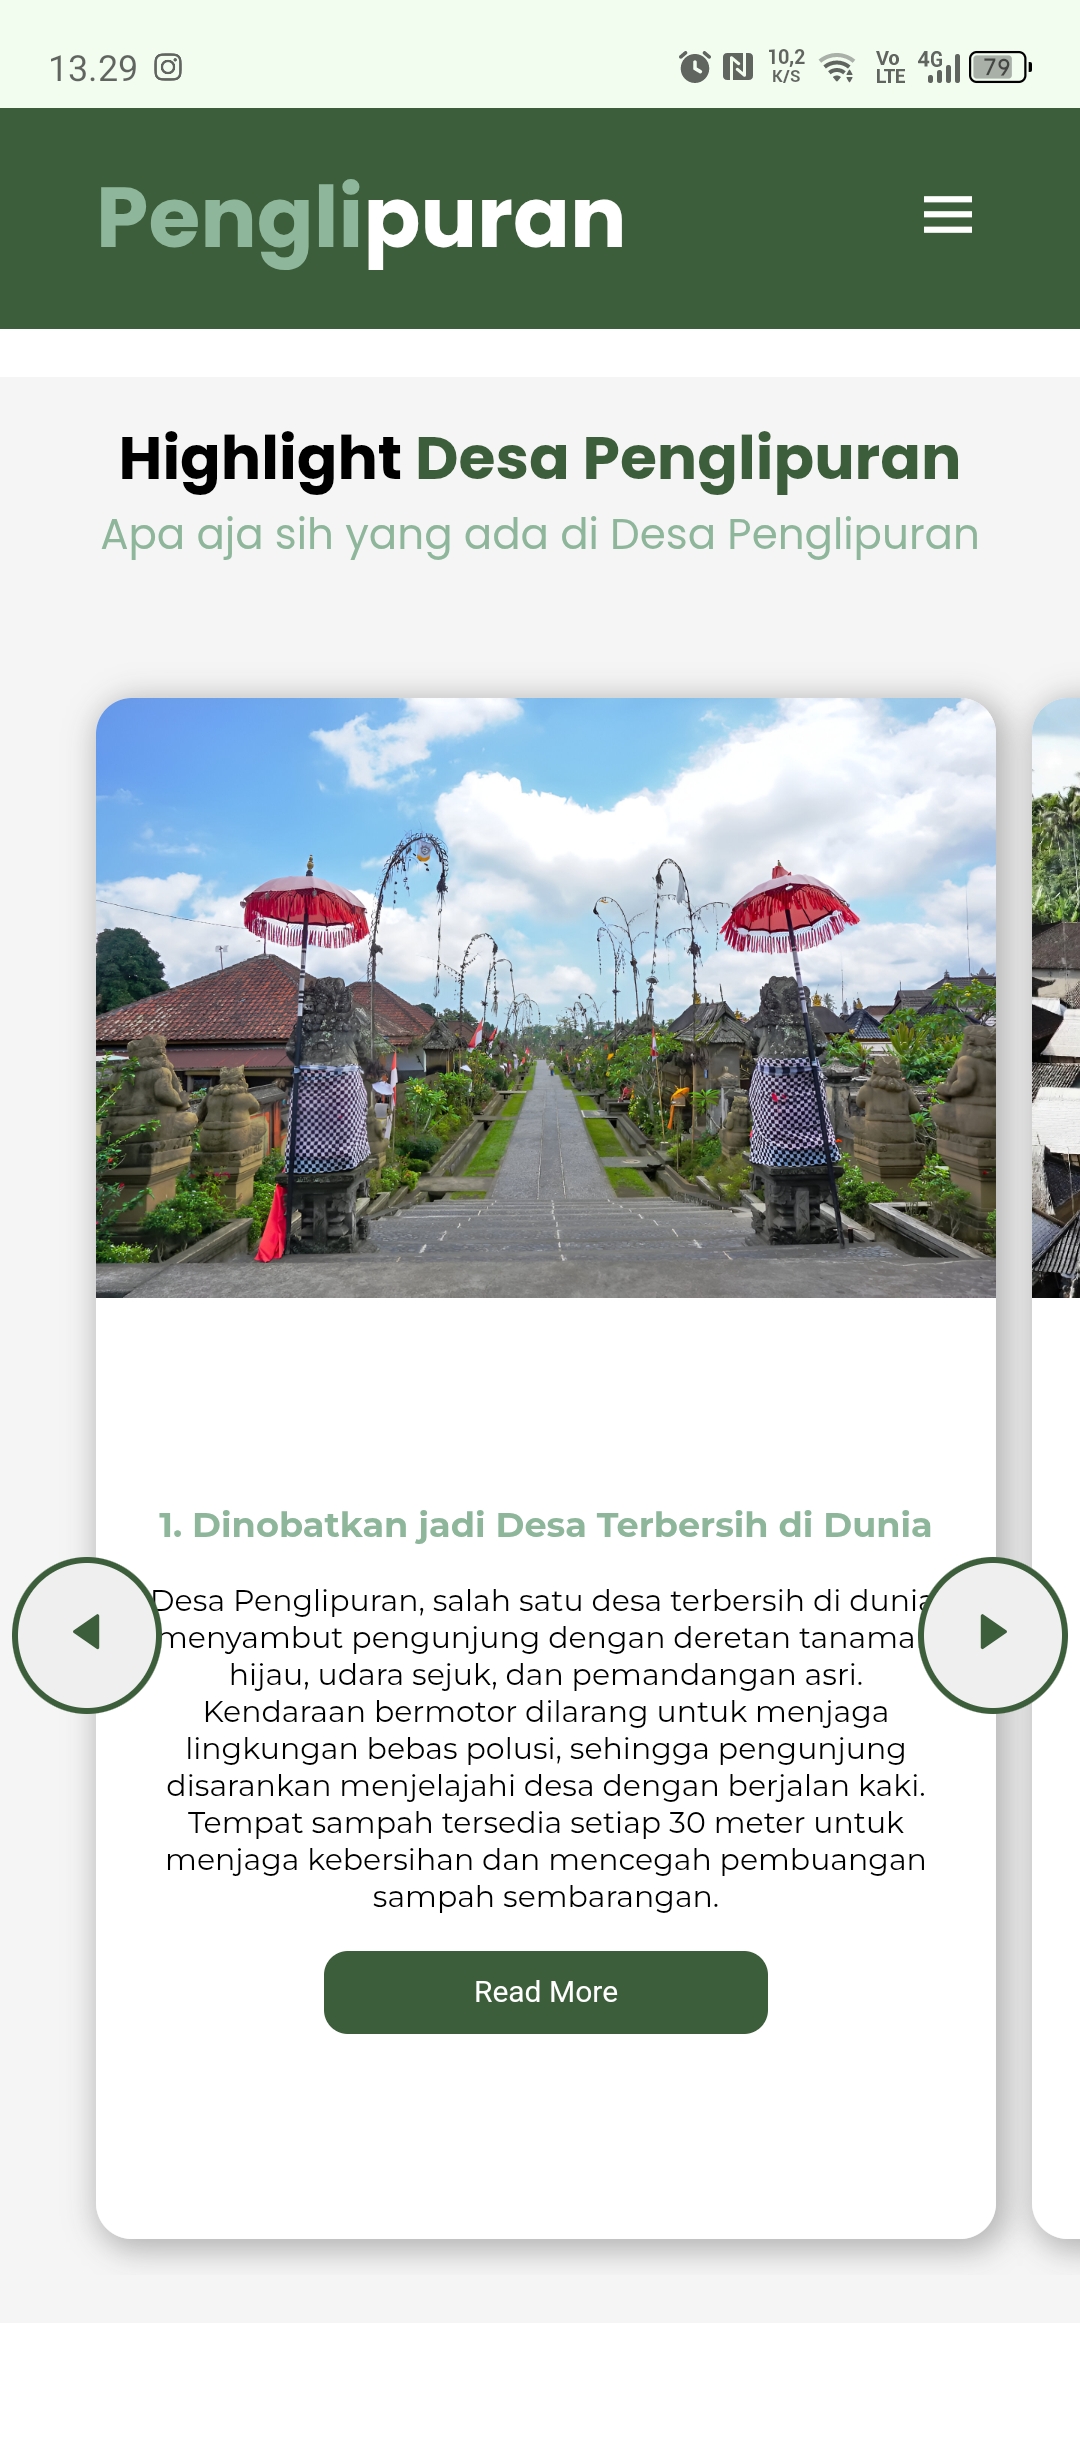 13.29
10,2 K/S Vo LTE 4G 79
Penglipuran
Highlight Desa Penglipuran
Apa aja sih yang ada di Desa Penglipuran
1. Dinobatkan jadi Desa Terbersih di Dunia
Desa Penglipuran, salah satu desa terbersih di dunia
menyambut pengunjung dengan deretan tanama
hijau, udara sejuk, dan pemandangan asri.
Kendaraan bermotor dilarang untuk menjaga
lingkungan bebas polusi, sehingga pengunjung
disarankan menjelajahi desa dengan berjalan kaki.
Tempat sampah tersedia setiap 30 meter untuk
menjaga kebersihan dan mencegah pembuangan
sampah sembarangan.
Read More